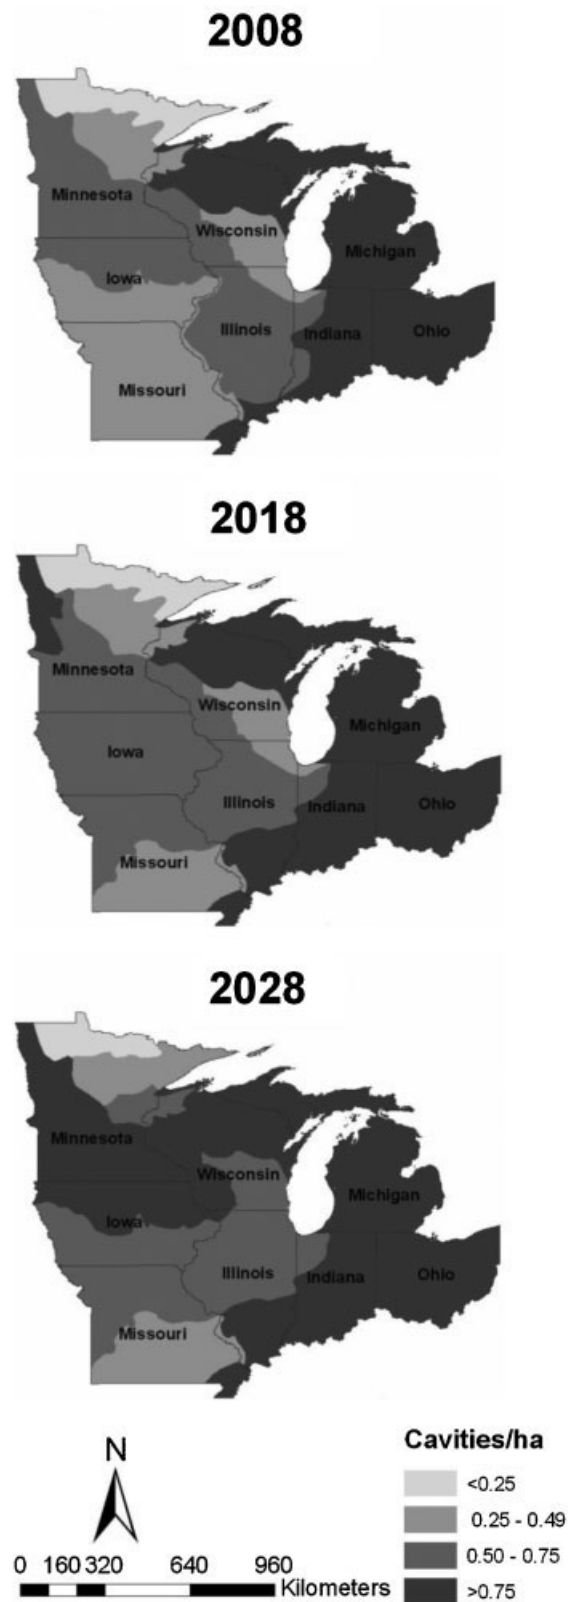 2008
Minnesota
Wisconsin
Michigan
Iowa
Illinois
Indiana
Ohio
Missouri
2018
Minnesota
Wisconsin
Michigan
Iowa
Illinois
Indiana
Ohio
Missouri
2028
Minnesota
Wisconsin
Michigan
Iowa
Illinois
Indiana
Ohio
Missouri
N
0 160 320 640 960
Kilometers
Cavities/ha
<0.25
0.25 - 0.49
0.50 - 0.75
>0.75